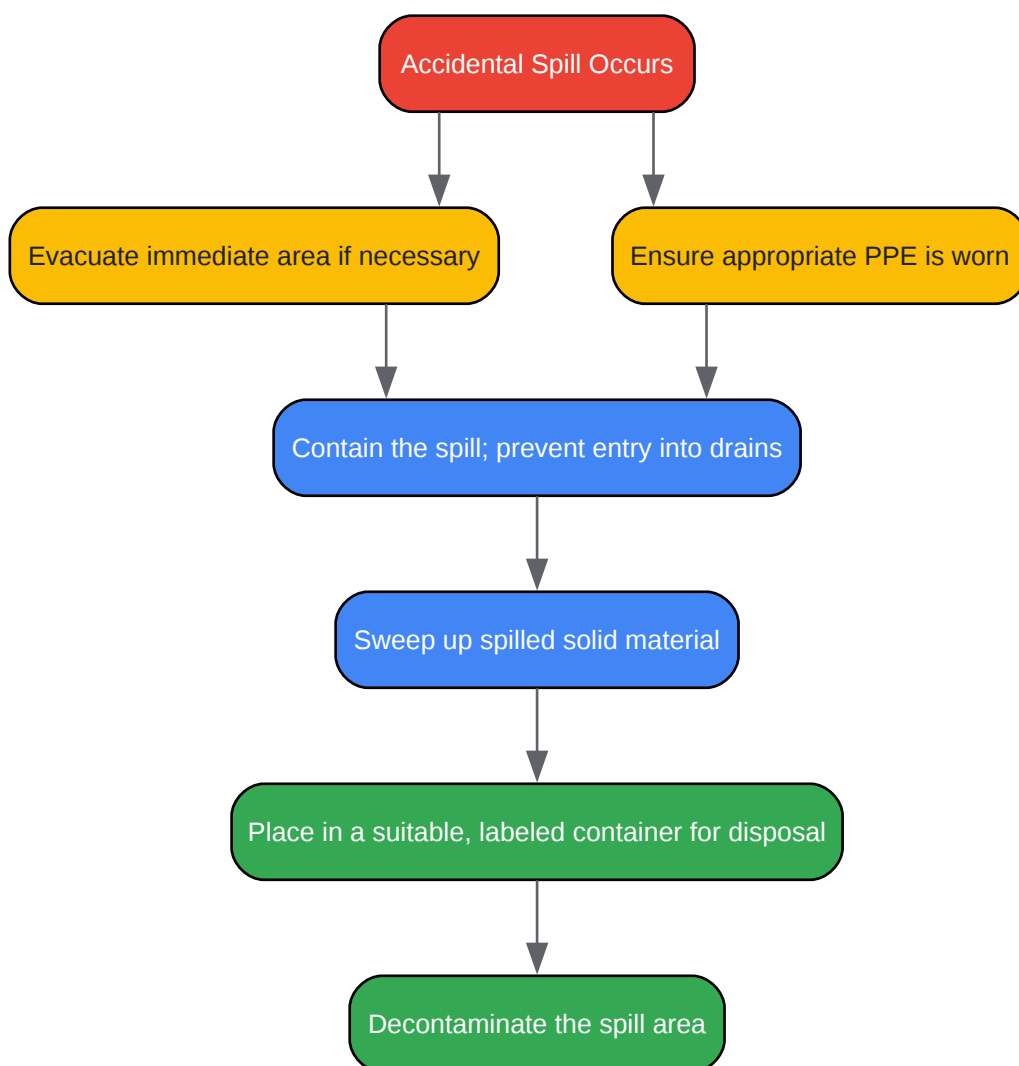 Accidental Spill Occurs
Evacuate immediate area if necessary
Ensure appropriate PPE is worn
Contain the spill; prevent entry into drains
Sweep up spilled solid material
Place in a suitable, labeled container for disposal
Decontaminate the spill area